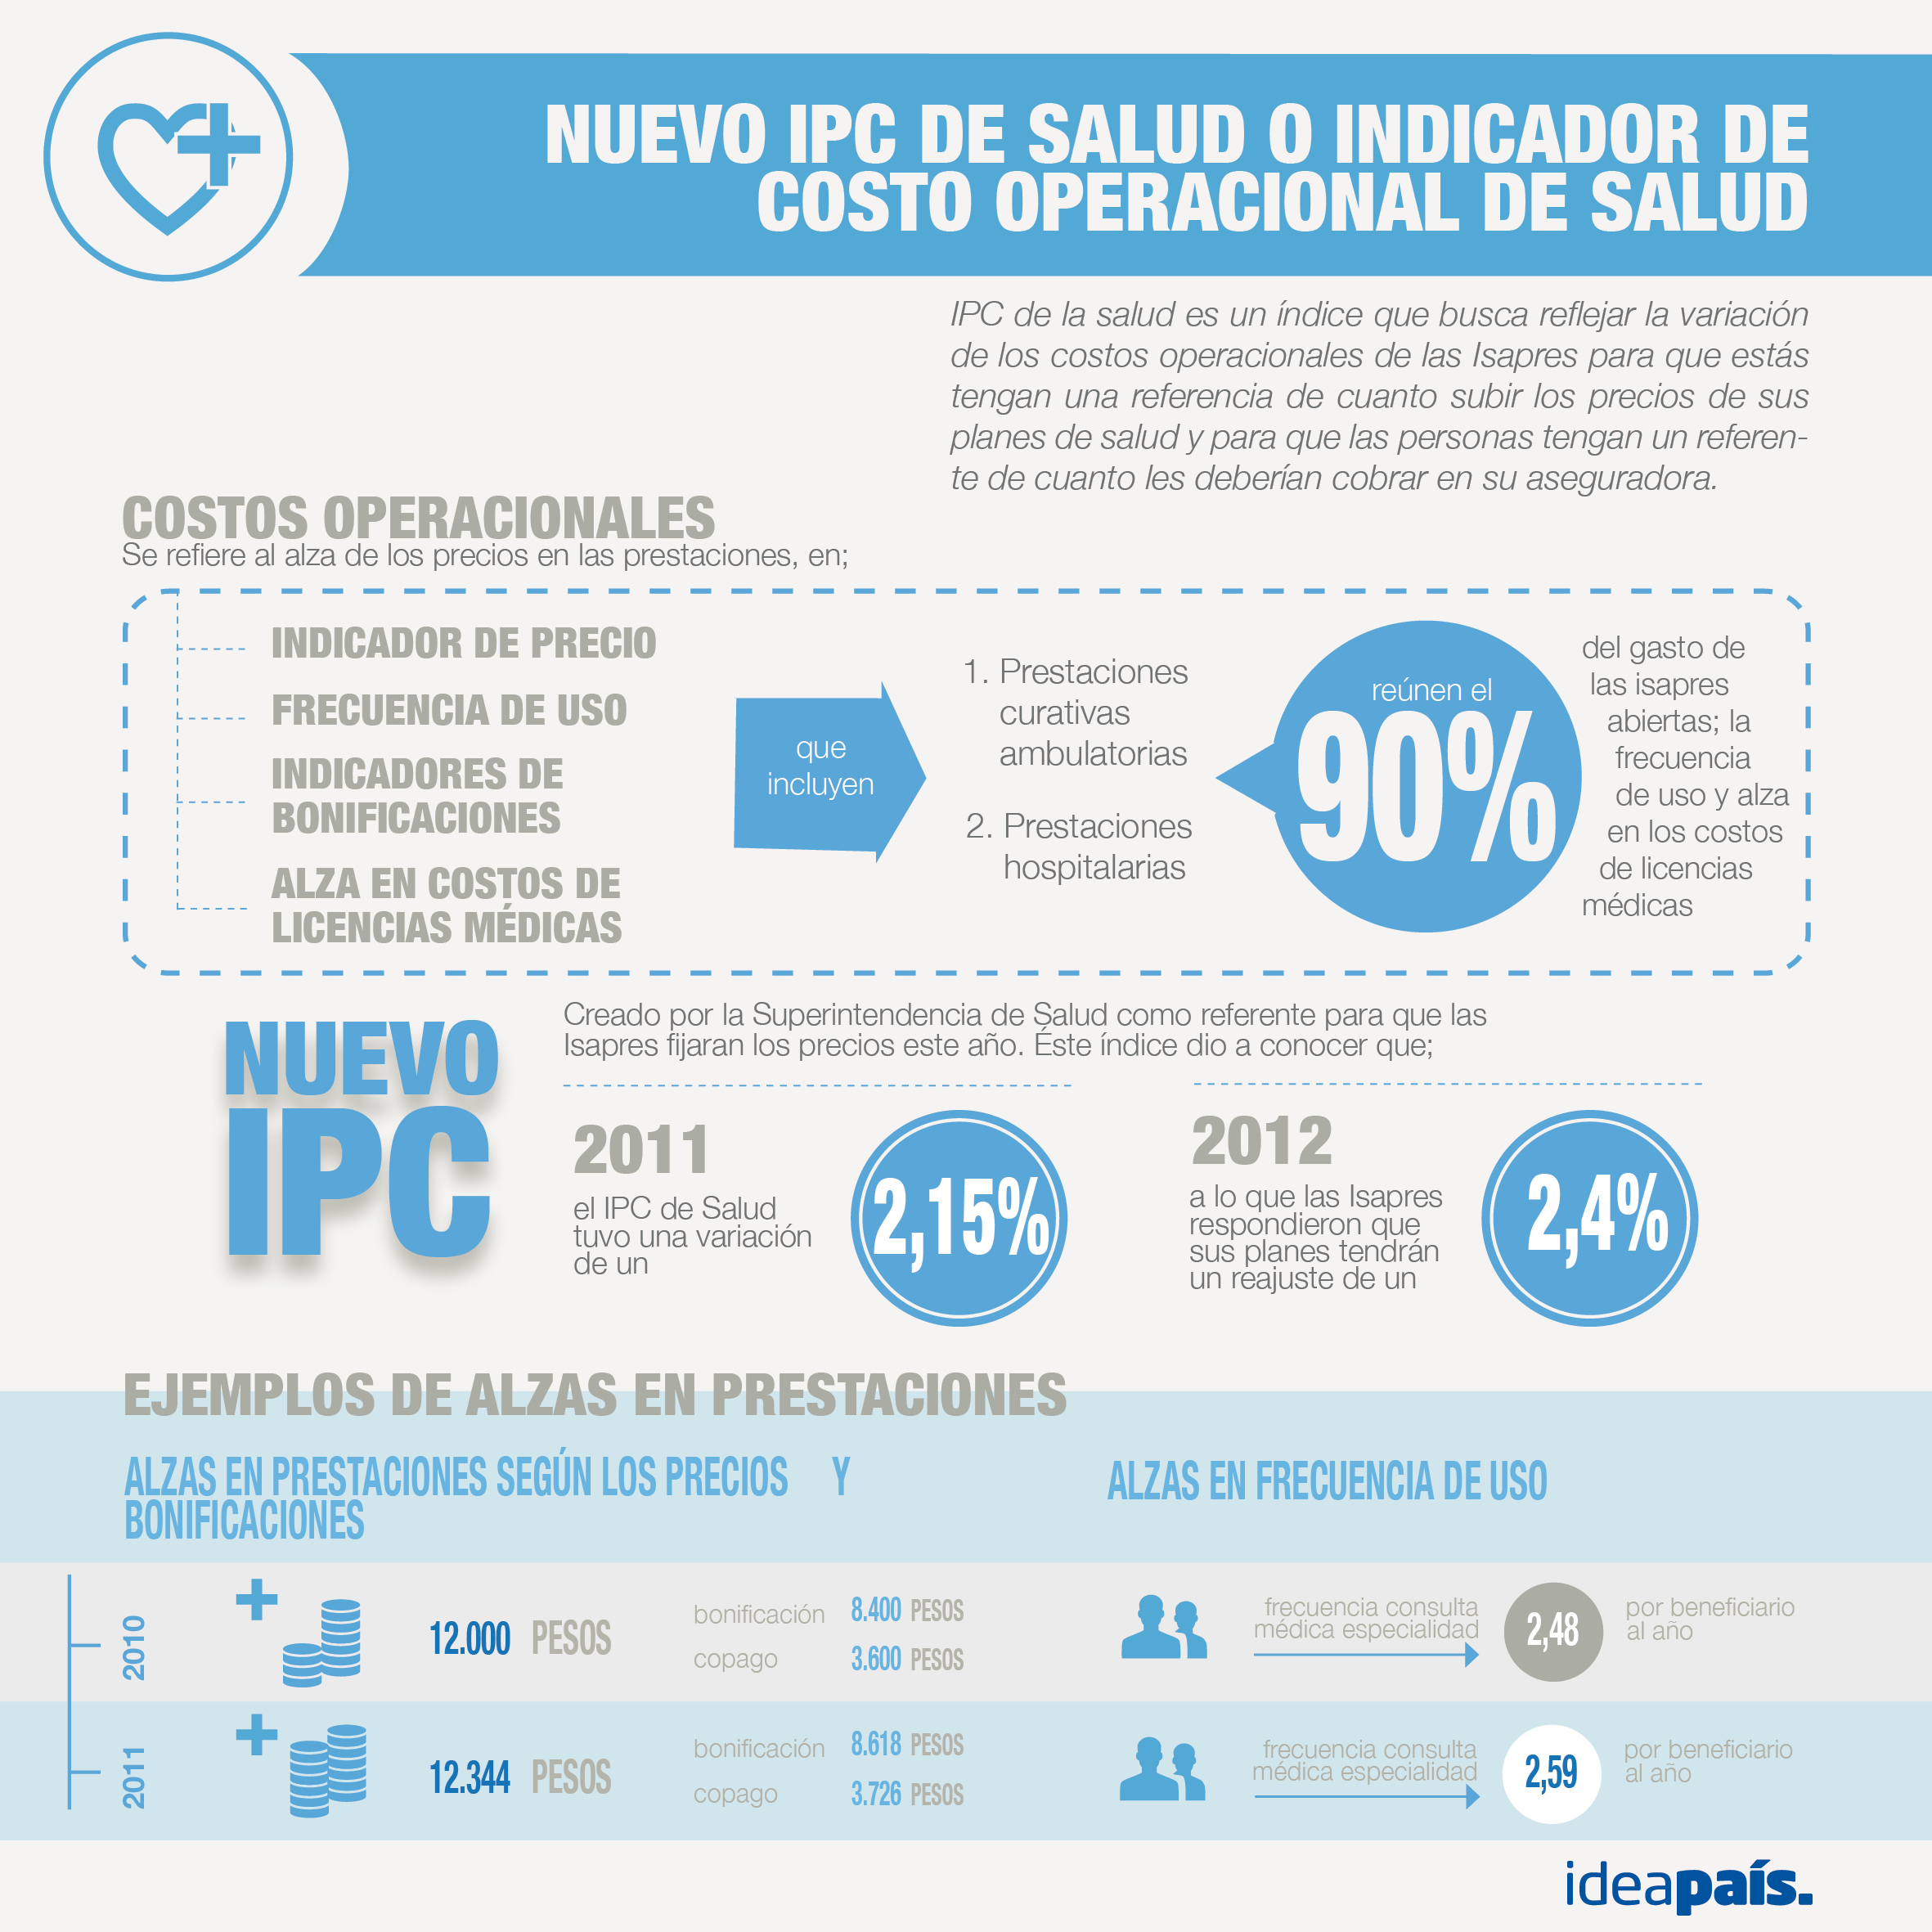 NUEVO IPC DE SALUD O INDICADOR DE
COSTO OPERACIONAL DE SALUD
IPC de la salud es un índice que busca reflejar la variación
de los costos operacionales de las Isapres para que estás
tengan una referencia de cuanto subir los precios de sus
planes de salud y para que las personas tengan un referen-
te de cuanto les deberían cobrar en su aseguradora.
COSTOS OPERACIONALES
Se refiere al alza de los precios en las prestaciones, en;
INDICADOR DE PRECIO
FRECUENCIA DE USO
INDICADORES DE
BONIFICACIONES
ALZA EN COSTOS DE
LICENCIAS MÉDICAS
que
incluyen
1. Prestaciones
curativas
ambulatorias
2. Prestaciones
hospitalarias
reúnen el
90%
del gasto de
las isapres
abiertas; la
frecuencia
de uso y alza
en los costos
de licencias
médicas
NUEVO
IPC
Creado por la Superintendencia de Salud como referente para que las
Isapres fijaran los precios este año. Éste índice dio a conocer que;
2011
el IPC de Salud
tuvo una variación
de un
2,15%
2012
a lo que las Isapres
respondieron que
sus planes tendrán
un reajuste de un
2,4%
EJEMPLOS DE ALZAS EN PRESTACIONES
ALZAS EN PRESTACIONES SEGÚN LOS PRECIOS Y
BONIFICACIONES
ALZAS EN FRECUENCIA DE USO
2010
12.000 PESOS
bonificación 8.400 PESOS
copago 3.600 PESOS
frecuencia consulta
médica especialidad
2,48
por beneficiario
al año
2011
12.344 PESOS
bonificación 8.618 PESOS
copago 3.726 PESOS
frecuencia consulta
médica especialidad
2,59
por beneficiario
al año
ideapaís.